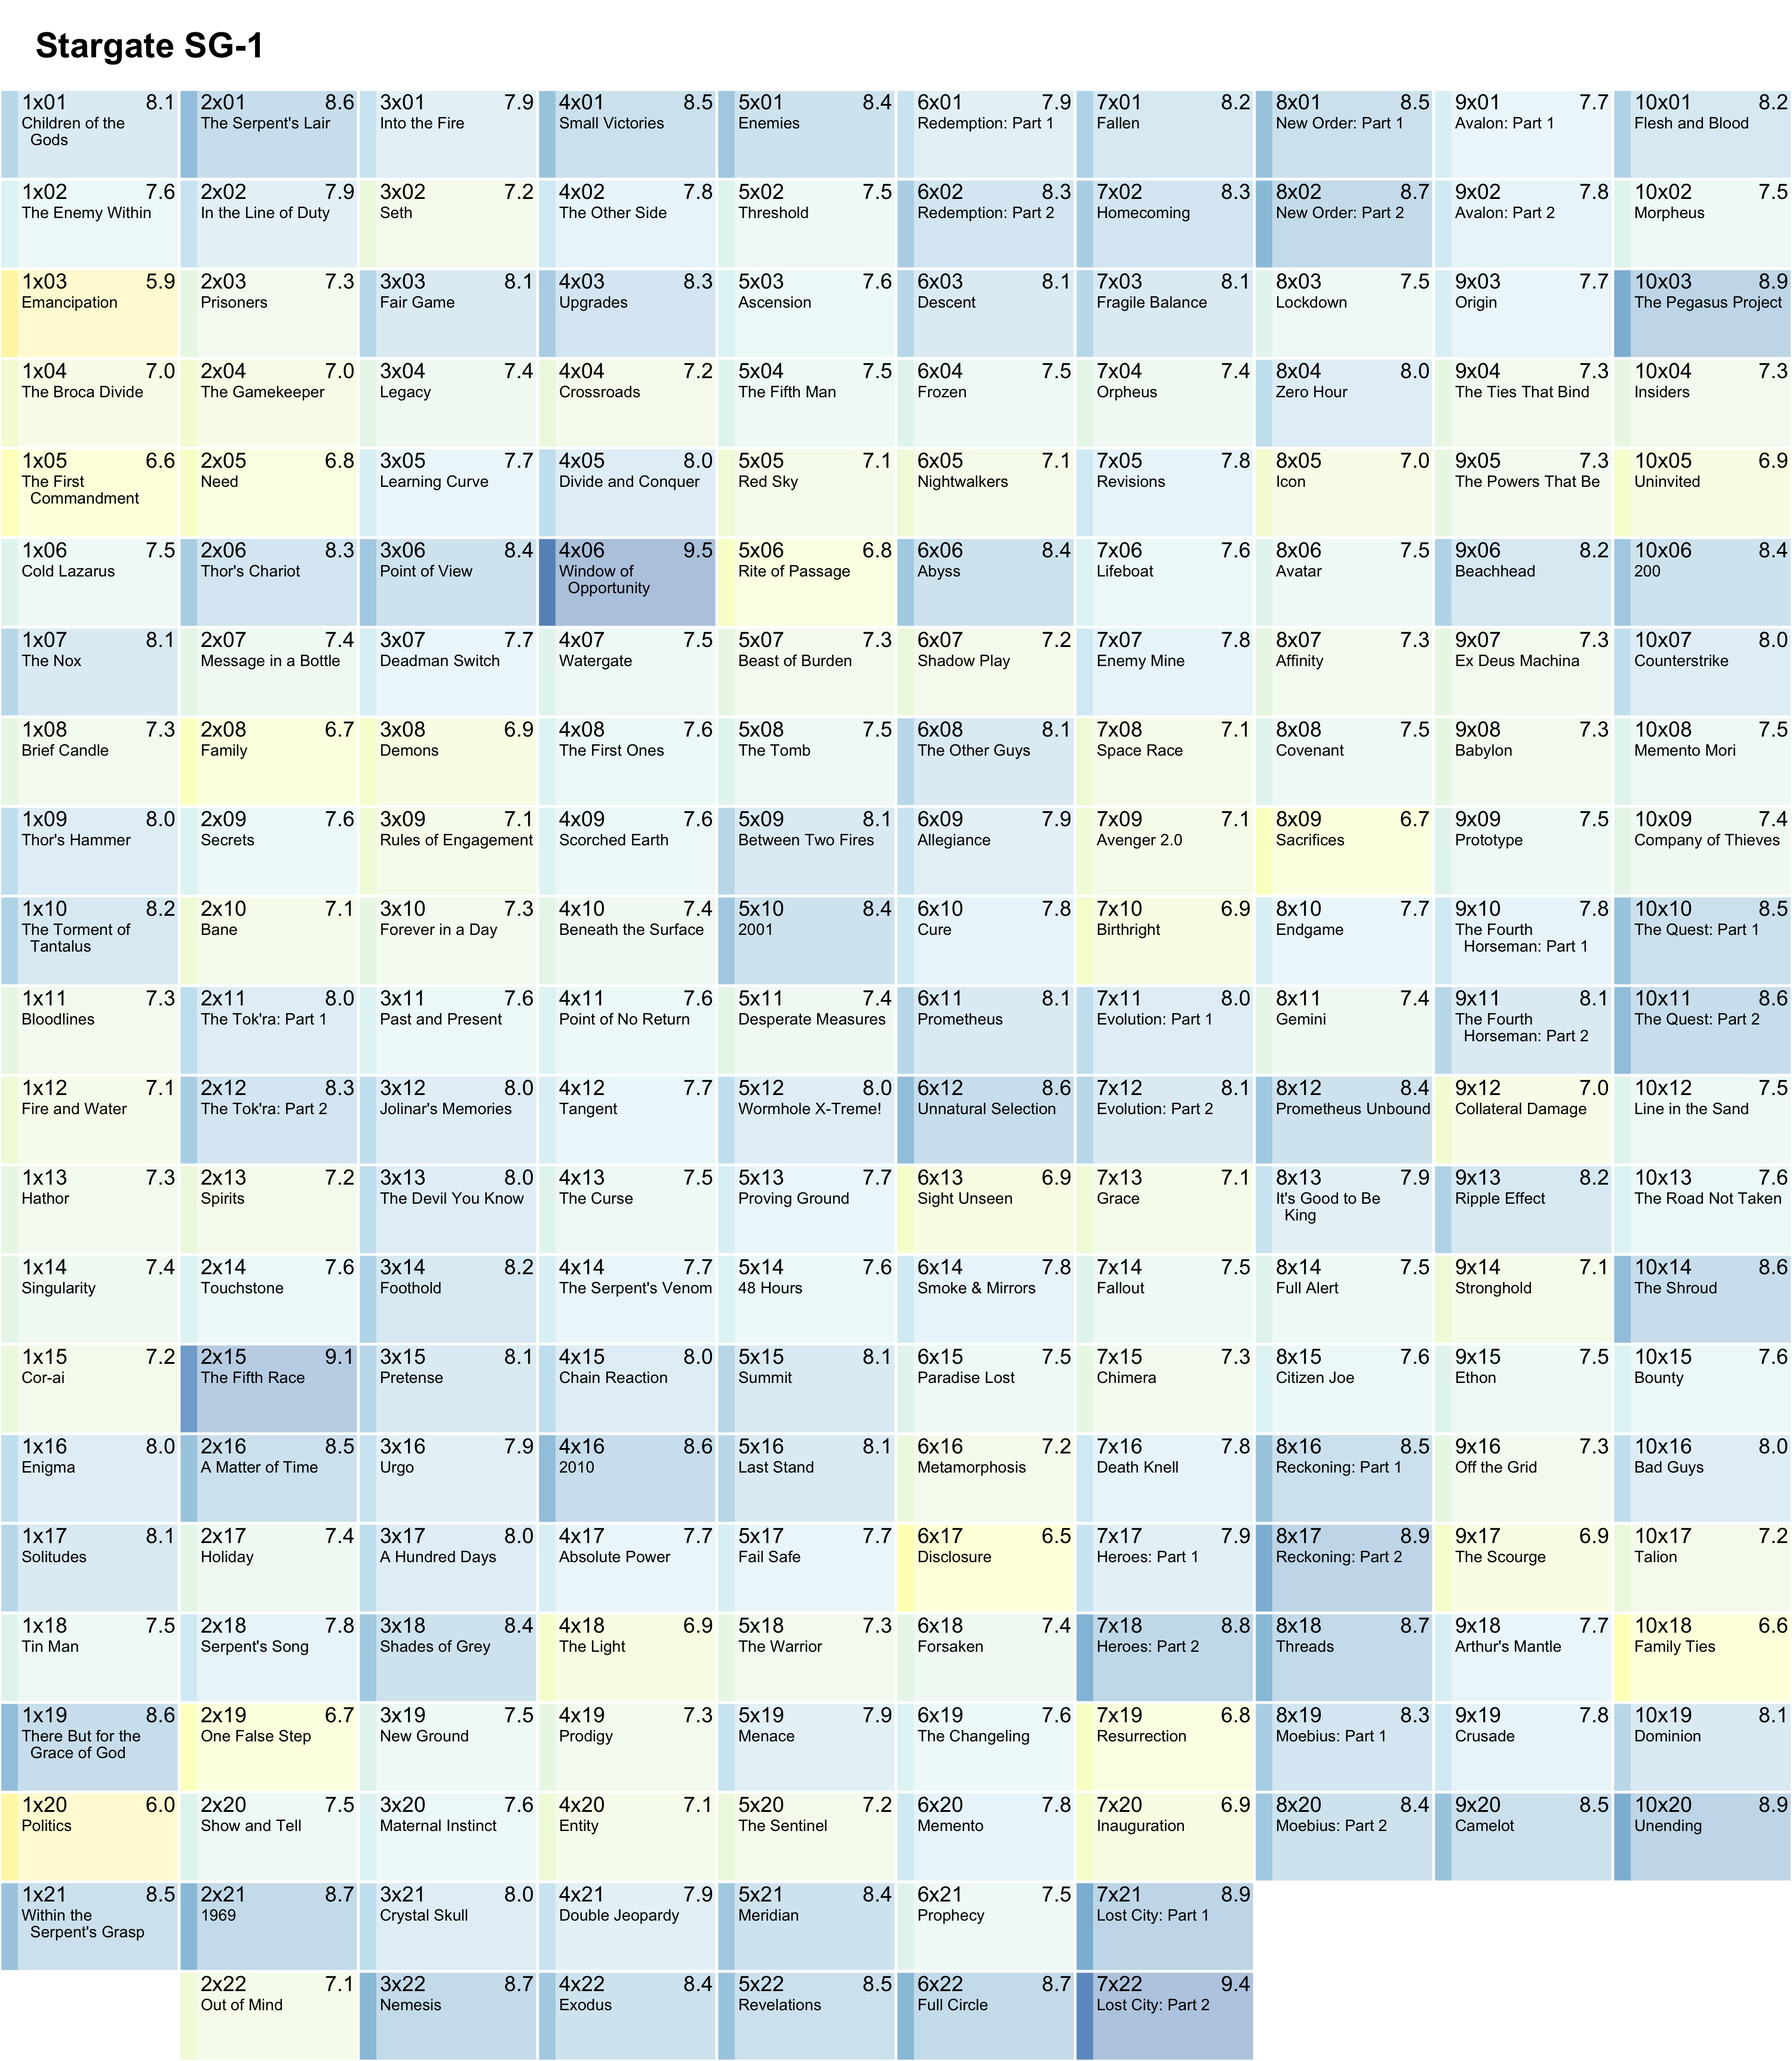 Stargate SG-1
1x01 8.1 2x01 8.6 3x01 7.9 4x01 8.5 5x01 8.4 6x01 7.9 7x01 8.2 8x01 8.5 9x01 7.7 10x01 8.2
Children of the The Serpent's Lair Into the Fire Small Victories Enemies Redemption: Part 1 Fallen New Order: Part 1 Avalon: Part 1 Flesh and Blood
Gods
1x02 7.6 2x02 7.9 3x02 7.2 4x02 7.8 5x02 7.5 6x02 8.3 7x02 8.3 8x02 8.7 9x02 7.8 10x02 7.5
The Enemy Within In the Line of Duty Seth The Other Side Threshold Redemption: Part 2 Homecoming New Order: Part 2 Avalon: Part 2 Morpheus
1x03 5.9 2x03 7.3 3x03 8.1 4x03 8.3 5x03 7.6 6x03 8.1 7x03 8.1 8x03 7.5 9x03 7.7 10x03 8.9
Emancipation Prisoners Fair Game Upgrades Ascension Descent Fragile Balance Lockdown Origin The Pegasus Project
1x04 7.0 2x04 7.0 3x04 7.4 4x04 7.2 5x04 7.5 6x04 7.5 7x04 7.4 8x04 8.0 9x04 7.3 10x04 7.3
The Broca Divide The Gamekeeper Legacy Crossroads The Fifth Man Frozen Orpheus Zero Hour The Ties That Bind Insiders
1x05 6.6 2x05 6.8 3x05 7.7 4x05 8.0 5x05 7.1 6x05 7.1 7x05 7.8 8x05 7.0 9x05 7.3 10x05 6.9
The First Need Learning Curve Divide and Conquer Red Sky Nightwalkers Revisions Icon The Powers That Be Uninvited
Commandment
1x06 7.5 2x06 8.3 3x06 8.4 4x06 9.5 5x06 6.8 6x06 8.4 7x06 7.6 8x06 7.5 9x06 8.2 10x06 8.4
Cold Lazarus Thor's Chariot Point of View Window of Rite of Passage Abyss Lifeboat Avatar Beachhead 200
Opportunity
1x07 8.1 2x07 7.4 3x07 7.7 4x07 7.5 5x07 7.3 6x07 7.2 7x07 7.8 8x07 7.3 9x07 7.3 10x07 8.0
The Nox Message in a Bottle Deadman Switch Watergate Beast of Burden Shadow Play Enemy Mine Affinity Ex Deus Machina Counterstrike
1x08 7.3 2x08 6.7 3x08 6.9 4x08 7.6 5x08 7.5 6x08 8.1 7x08 7.1 8x08 7.5 9x08 7.3 10x08 7.5
Brief Candle Family Demons The First Ones The Tomb The Other Guys Space Race Covenant Babylon Memento Mori
1x09 8.0 2x09 7.6 3x09 7.1 4x09 7.6 5x09 8.1 6x09 7.9 7x09 7.1 8x09 6.7 9x09 7.5 10x09 7.4
Thor's Hammer Secrets Rules of Engagement Scorched Earth Between Two Fires Allegiance Avenger 2.0 Sacrifices Prototype Company of Thieves
1x10 8.2 2x10 7.1 3x10 7.3 4x10 7.4 5x10 8.4 6x10 7.8 7x10 6.9 8x10 7.7 9x10 7.8 10x10 8.5
The Torment of Bane Forever in a Day Beneath the Surface 2001 Cure Birthright Endgame The Fourth The Quest: Part 1
Tantalus Horseman: Part 1
1x11 7.3 2x11 8.0 3x11 7.6 4x11 7.6 5x11 7.4 6x11 8.1 7x11 8.0 8x11 7.4 9x11 8.1 10x11 8.6
Bloodlines The Tok'ra: Part 1 Past and Present Point of No Return Desperate Measures Prometheus Evolution: Part 1 Gemini The Fourth The Quest: Part 2
Horseman: Part 2
1x12 7.1 2x12 8.3 3x12 8.0 4x12 7.7 5x12 8.0 6x12 8.6 7x12 8.1 8x12 8.4 9x12 7.0 10x12 7.5
Fire and Water The Tok'ra: Part 2 Jolinar's Memories Tangent Wormhole X-Treme! Unnatural Selection Evolution: Part 2 Prometheus Unbound Collateral Damage Line in the Sand
1x13 7.3 2x13 7.2 3x13 8.0 4x13 7.5 5x13 7.7 6x13 6.9 7x13 7.1 8x13 7.9 9x13 8.2 10x13 7.6
Hathor Spirits The Devil You Know The Curse Proving Ground Sight Unseen Grace It's Good to Be Ripple Effect The Road Not Taken
King
1x14 7.4 2x14 7.6 3x14 8.2 4x14 7.7 5x14 7.6 6x14 7.8 7x14 7.5 8x14 7.5 9x14 7.1 10x14 8.6
Singularity Touchstone Foothold The Serpent's Venom 48 Hours Smoke & Mirrors Fallout Full Alert Stronghold The Shroud
1x15 7.2 2x15 9.1 3x15 8.1 4x15 8.0 5x15 8.1 6x15 7.5 7x15 7.3 8x15 7.6 9x15 7.5 10x15 7.6
Cor-ai The Fifth Race Pretense Chain Reaction Summit Paradise Lost Chimera Citizen Joe Ethon Bounty
1x16 8.0 2x16 8.5 3x16 7.9 4x16 8.6 5x16 8.1 6x16 7.2 7x16 7.8 8x16 8.5 9x16 7.3 10x16 8.0
Enigma A Matter of Time Urgo 2010 Last Stand Metamorphosis Death Knell Reckoning: Part 1 Off the Grid Bad Guys
1x17 8.1 2x17 7.4 3x17 8.0 4x17 7.7 5x17 7.7 6x17 6.5 7x17 7.9 8x17 8.9 9x17 6.9 10x17 7.2
Solitudes Holiday A Hundred Days Absolute Power Fail Safe Disclosure Heroes: Part 1 Reckoning: Part 2 The Scourge Talion
1x18 7.5 2x18 7.8 3x18 8.4 4x18 6.9 5x18 7.3 6x18 7.4 7x18 8.8 8x18 8.7 9x18 7.7 10x18 6.6
Tin Man Serpent's Song Shades of Grey The Light The Warrior Forsaken Heroes: Part 2 Threads Arthur's Mantle Family Ties
1x19 8.6 2x19 6.7 3x19 7.5 4x19 7.3 5x19 7.9 6x19 7.6 7x19 6.8 8x19 8.3 9x19 7.8 10x19 8.1
There But for the One False Step New Ground Prodigy Menace The Changeling Resurrection Moebius: Part 1 Crusade Dominion
Grace of God
1x20 6.0 2x20 7.5 3x20 7.6 4x20 7.1 5x20 7.2 6x20 7.8 7x20 6.9 8x20 8.4 9x20 8.5 10x20 8.9
Politics Show and Tell Maternal Instinct Entity The Sentinel Memento Inauguration Moebius: Part 2 Camelot Unending
1x21 8.5 2x21 8.7 3x21 8.0 4x21 7.9 5x21 8.4 6x21 7.5 7x21 8.9
Within the 1969 Crystal Skull Double Jeopardy Meridian Prophecy Lost City: Part 1
Serpent's Grasp
2x22 7.1 3x22 8.7 4x22 8.4 5x22 8.5 6x22 8.7 7x22 9.4
Out of Mind Nemesis Exodus Revelations Full Circle Lost City: Part 2